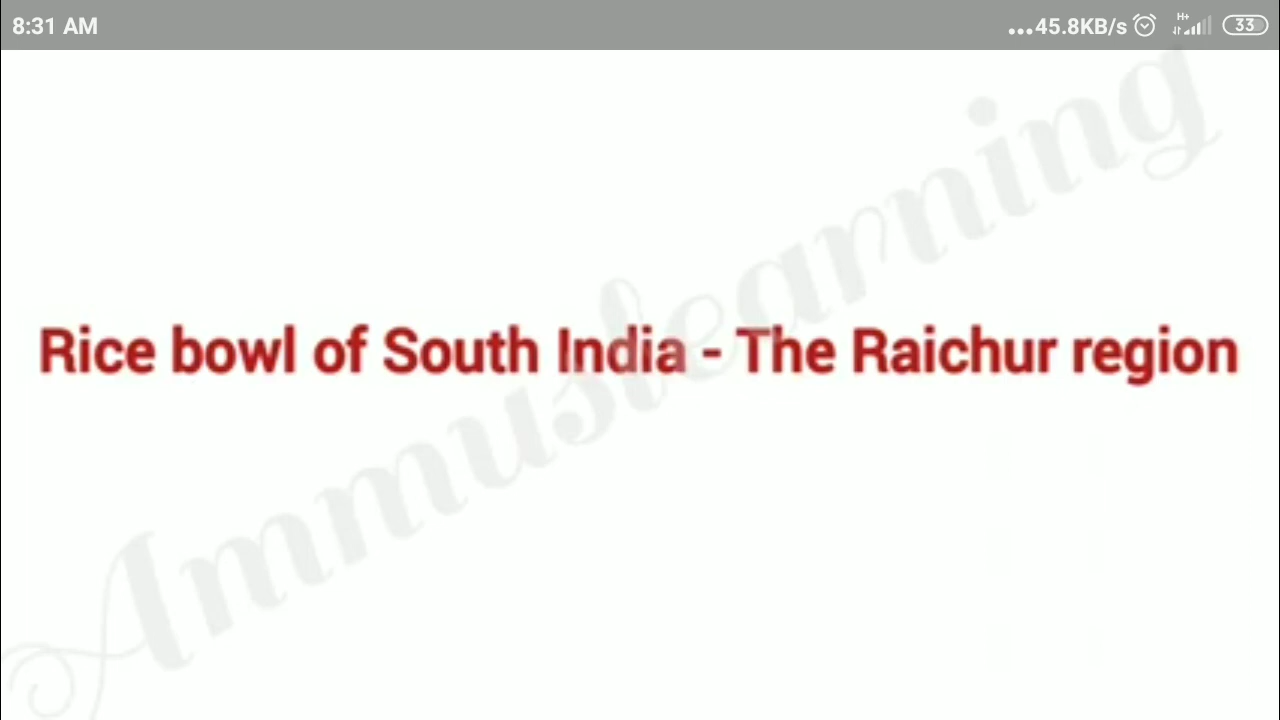 8:31 AM
...45.8KB/s H+ 33
Rice bowl of South India - The Raichur region
Ammuslearning